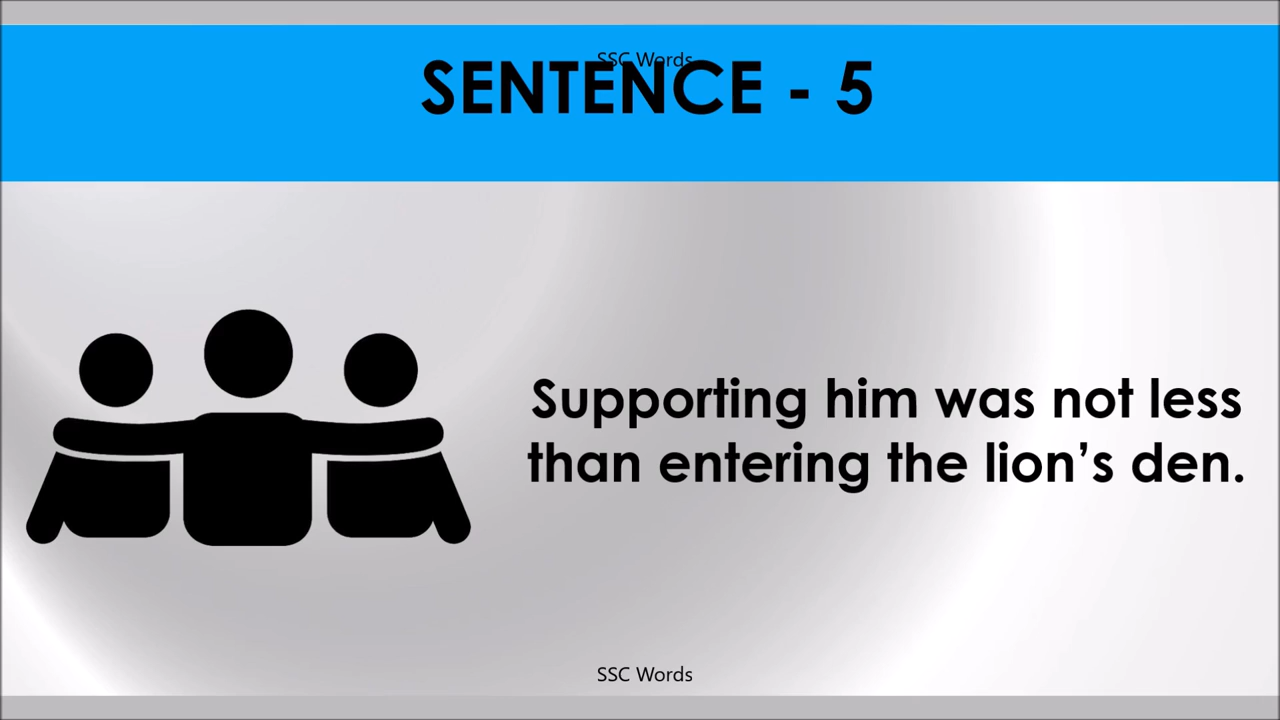 SSC Words
SENTENCE - 5
Supporting him was not less
than entering the lion’s den.
SSC Words